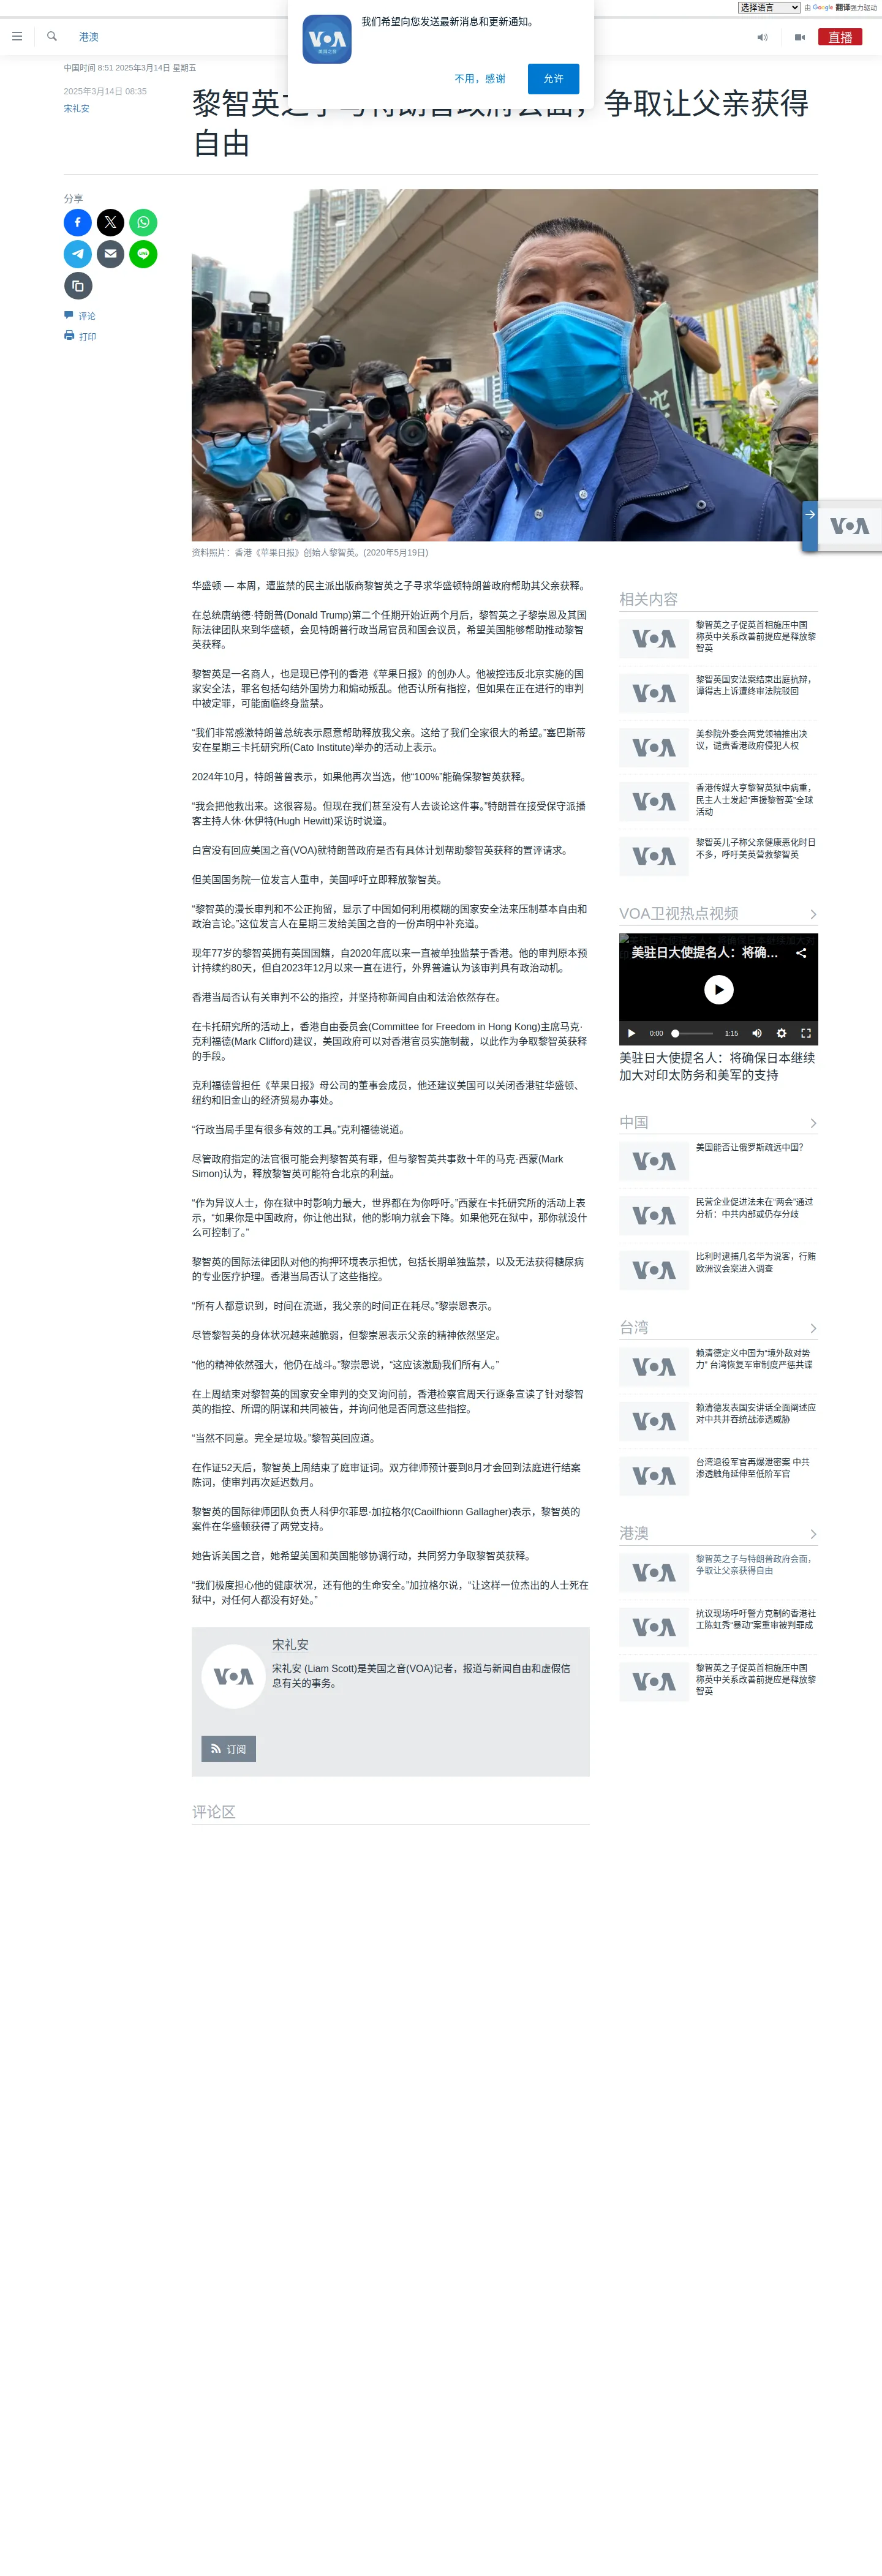 选择语言 由 Google 翻译强力驱动
我们希望向您发送最新消息和更新通知。
VOA
不用，感谢
允许
港澳
直播
中国时间 8:51 2025年3月14日 星期五
2025年3月14日 08:35
宋礼安
争取让父亲获得
自由
分享
评论
打印
VOA
资料照片：香港《苹果日报》创始人黎智英。(2020年5月19日)
华盛顿 — 本周，遭监禁的民主派出版商黎智英之子寻求华盛顿特朗普政府帮助其父亲获释。
在总统唐纳德·特朗普(Donald Trump)第二个任期开始近两个月后，黎智英之子黎崇恩及其国
际法律团队来到华盛顿，会见特朗普行政当局官员和国会议员，希望美国能够帮助推动黎智
英获释。
黎智英是一名商人，也是现已停刊的香港《苹果日报》的创办人。他被控违反北京实施的国
家安全法，罪名包括勾结外国势力和煽动叛乱。他否认所有指控，但如果在正在进行的审判
中被定罪，可能面临终身监禁。
“我们非常感激特朗普总统表示愿意帮助释放我父亲。这给了我们全家很大的希望。”塞巴斯蒂
安在星期三卡托研究所(Cato Institute)举办的活动上表示。
2024年10月，特朗普曾表示，如果他再次当选，他“100%”能确保黎智英获释。
“我会把他救出来。这很容易。但现在我们甚至没有人去谈论这件事。”特朗普在接受保守派播
客主持人休·休伊特(Hugh Hewitt)采访时说道。
白宫没有回应美国之音(VOA)就特朗普政府是否有具体计划帮助黎智英获释的置评请求。
但美国国务院一位发言人重申，美国呼吁立即释放黎智英。
“黎智英的漫长审判和不公正拘留，显示了中国如何利用模糊的国家安全法来压制基本自由和
政治言论。”这位发言人在星期三发给美国之音的一份声明中补充道。
现年77岁的黎智英拥有英国国籍，自2020年底以来一直被单独监禁于香港。他的审判原本预
计持续约80天，但自2023年12月以来一直在进行，外界普遍认为该审判具有政治动机。
香港当局否认有关审判不公的指控，并坚持称新闻自由和法治依然存在。
在卡托研究所的活动上，香港自由委员会(Committee for Freedom in Hong Kong)主席马克·
克利福德(Mark Clifford)建议，美国政府可以对香港官员实施制裁，以此作为争取黎智英获释
的手段。
克利福德曾担任《苹果日报》母公司的董事会成员，他还建议美国可以关闭香港驻华盛顿、
纽约和旧金山的经济贸易办事处。
“行政当局手里有很多有效的工具。”克利福德说道。
尽管政府指定的法官很可能会判黎智英有罪，但与黎智英共事数十年的马克·西蒙(Mark
Simon)认为，释放黎智英可能符合北京的利益。
“作为异议人士，你在狱中时影响力最大，世界都在为你呼吁。”西蒙在卡托研究所的活动上表
示，“如果你是中国政府，你让他出狱，他的影响力就会下降。如果他死在狱中，那你就没什
么可控制了。”
黎智英的国际法律团队对他的拘押环境表示担忧，包括长期单独监禁，以及无法获得糖尿病
的专业医疗护理。香港当局否认了这些指控。
“所有人都意识到，时间在流逝，我父亲的时间正在耗尽。”黎崇恩表示。
尽管黎智英的身体状况越来越脆弱，但黎崇恩表示父亲的精神依然坚定。
“他的精神依然强大，他仍在战斗。”黎崇恩说，“这应该激励我们所有人。”
在上周结束对黎智英的国家安全审判的交叉询问前，香港检察官周天行逐条宣读了针对黎智
英的指控、所谓的阴谋和共同被告，并询问他是否同意这些指控。
“当然不同意。完全是垃圾。”黎智英回应道。
在作证52天后，黎智英上周结束了庭审证词。双方律师预计要到8月才会回到法庭进行结案
陈词，使审判再次延迟数月。
黎智英的国际律师团队负责人科伊尔菲恩·加拉格尔(Caoilfhionn Gallagher)表示，黎智英的
案件在华盛顿获得了两党支持。
她告诉美国之音，她希望美国和英国能够协调行动，共同努力争取黎智英获释。
“我们极度担心他的健康状况，还有他的生命安全。”加拉格尔说，“让这样一位杰出的人士死在
狱中，对任何人都没有好处。”
VOA
宋礼安
宋礼安 (Liam Scott)是美国之音(VOA)记者，报道与新闻自由和虚假信
息有关的事务。
订阅
评论区
相关内容
VOA
黎智英之子促英首相施压中国
称英中关系改善前提应是释放黎
智英
VOA
黎智英国安法案结束出庭抗辩，
谭得志上诉遭终审法院驳回
VOA
美参院外委会两党领袖推出决
议，谴责香港政府侵犯人权
VOA
香港传媒大亨黎智英狱中病重，
民主人士发起“声援黎智英”全球
活动
VOA
黎智英儿子称父亲健康恶化时日
不多，呼吁美英营救黎智英
VOA卫视热点视频
美驻日大使提名人：将确...
0:00 1:15
美驻日大使提名人：将确保日本继续
加大对印太防务和美军的支持
中国
VOA
美国能否让俄罗斯疏远中国？
VOA
民营企业促进法未在“两会”通过
分析：中共内部或仍存分歧
VOA
比利时逮捕几名华为说客，行贿
欧洲议会案进入调查
台湾
VOA
赖清德定义中国为“境外敌对势
力” 台湾恢复军审制度严惩共谍
VOA
赖清德发表国安讲话全面阐述应
对中共并吞统战渗透威胁
VOA
台湾退役军官再爆泄密案 中共
渗透触角延伸至低阶军官
港澳
VOA
黎智英之子与特朗普政府会面，
争取让父亲获得自由
VOA
抗议现场呼吁警方克制的香港社
工陈虹秀“暴动”案重审被判罪成
VOA
黎智英之子促英首相施压中国
称英中关系改善前提应是释放黎
智英